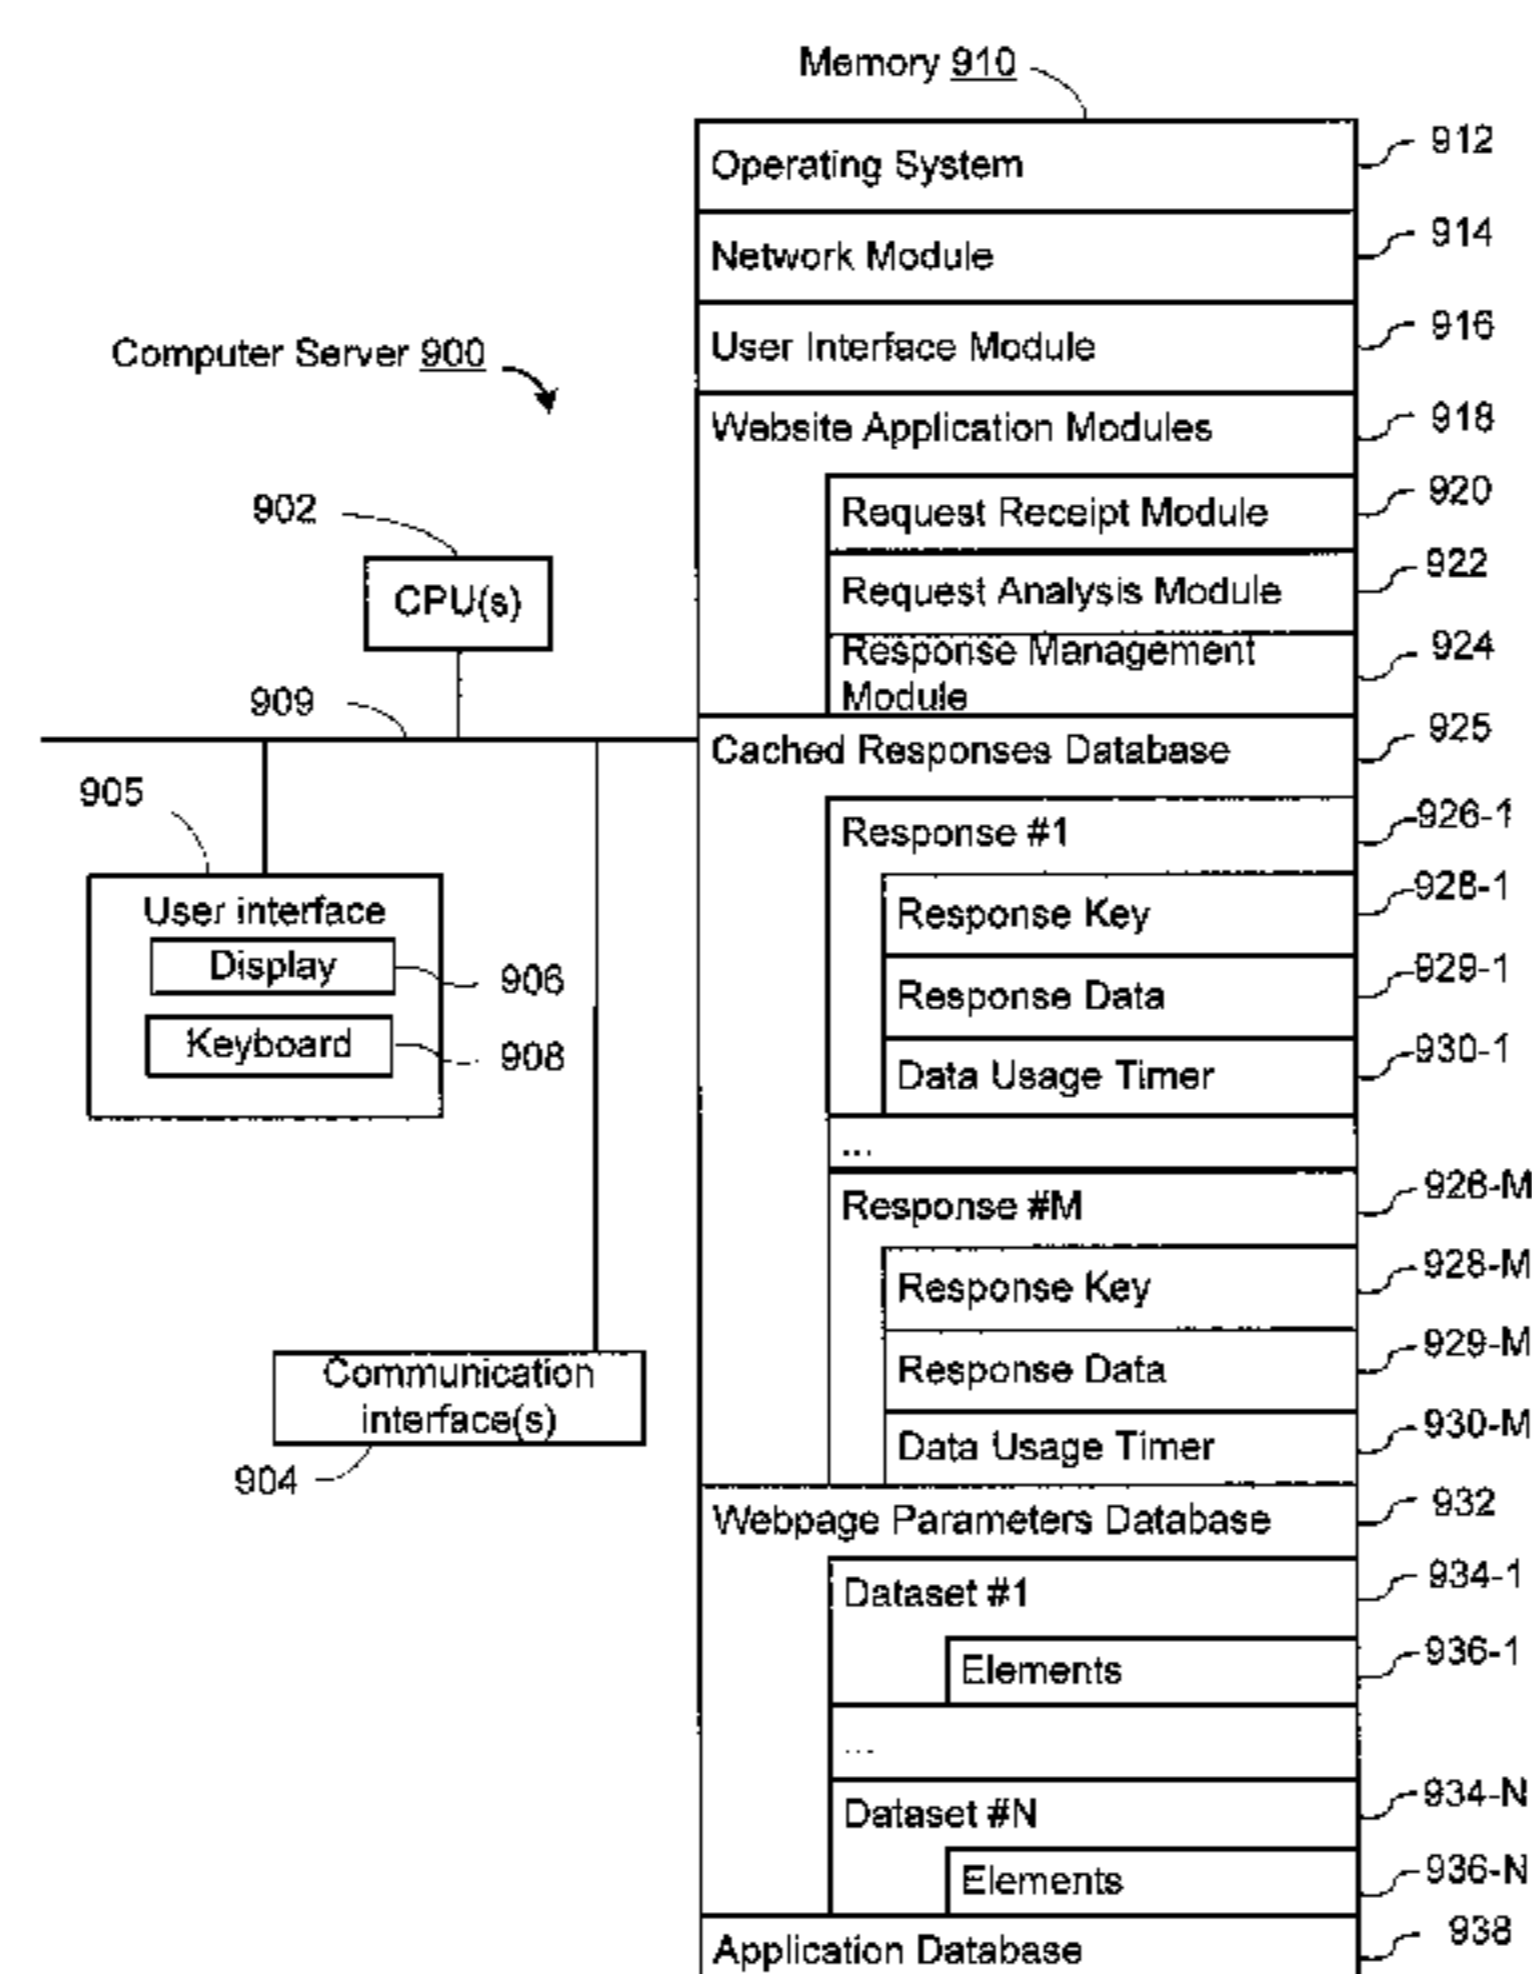 Memory 910
Operating System 912
Network Module 914
User Interface Module 916
Computer Server 900
Website Application Modules 918
Request Receipt Module 920
902
CPU(s)
Request Analysis Module 922
Response Management
Module
924
909
Cached Responses Database 925
905
Response #1 926-1
Response Key 928-1
User interface
Display 906
Response Data 929-1
Keyboard 908
Data Usage Timer 930-1
...
Response #M 926-M
Response Key 928-M
Response Data 929-M
Communication
interface(s)
904
Data Usage Timer 930-M
Webpage Parameters Database 932
Dataset #1 934-1
Elements 936-1
...
Dataset #N 934-N
Elements 936-N
Application Database 938